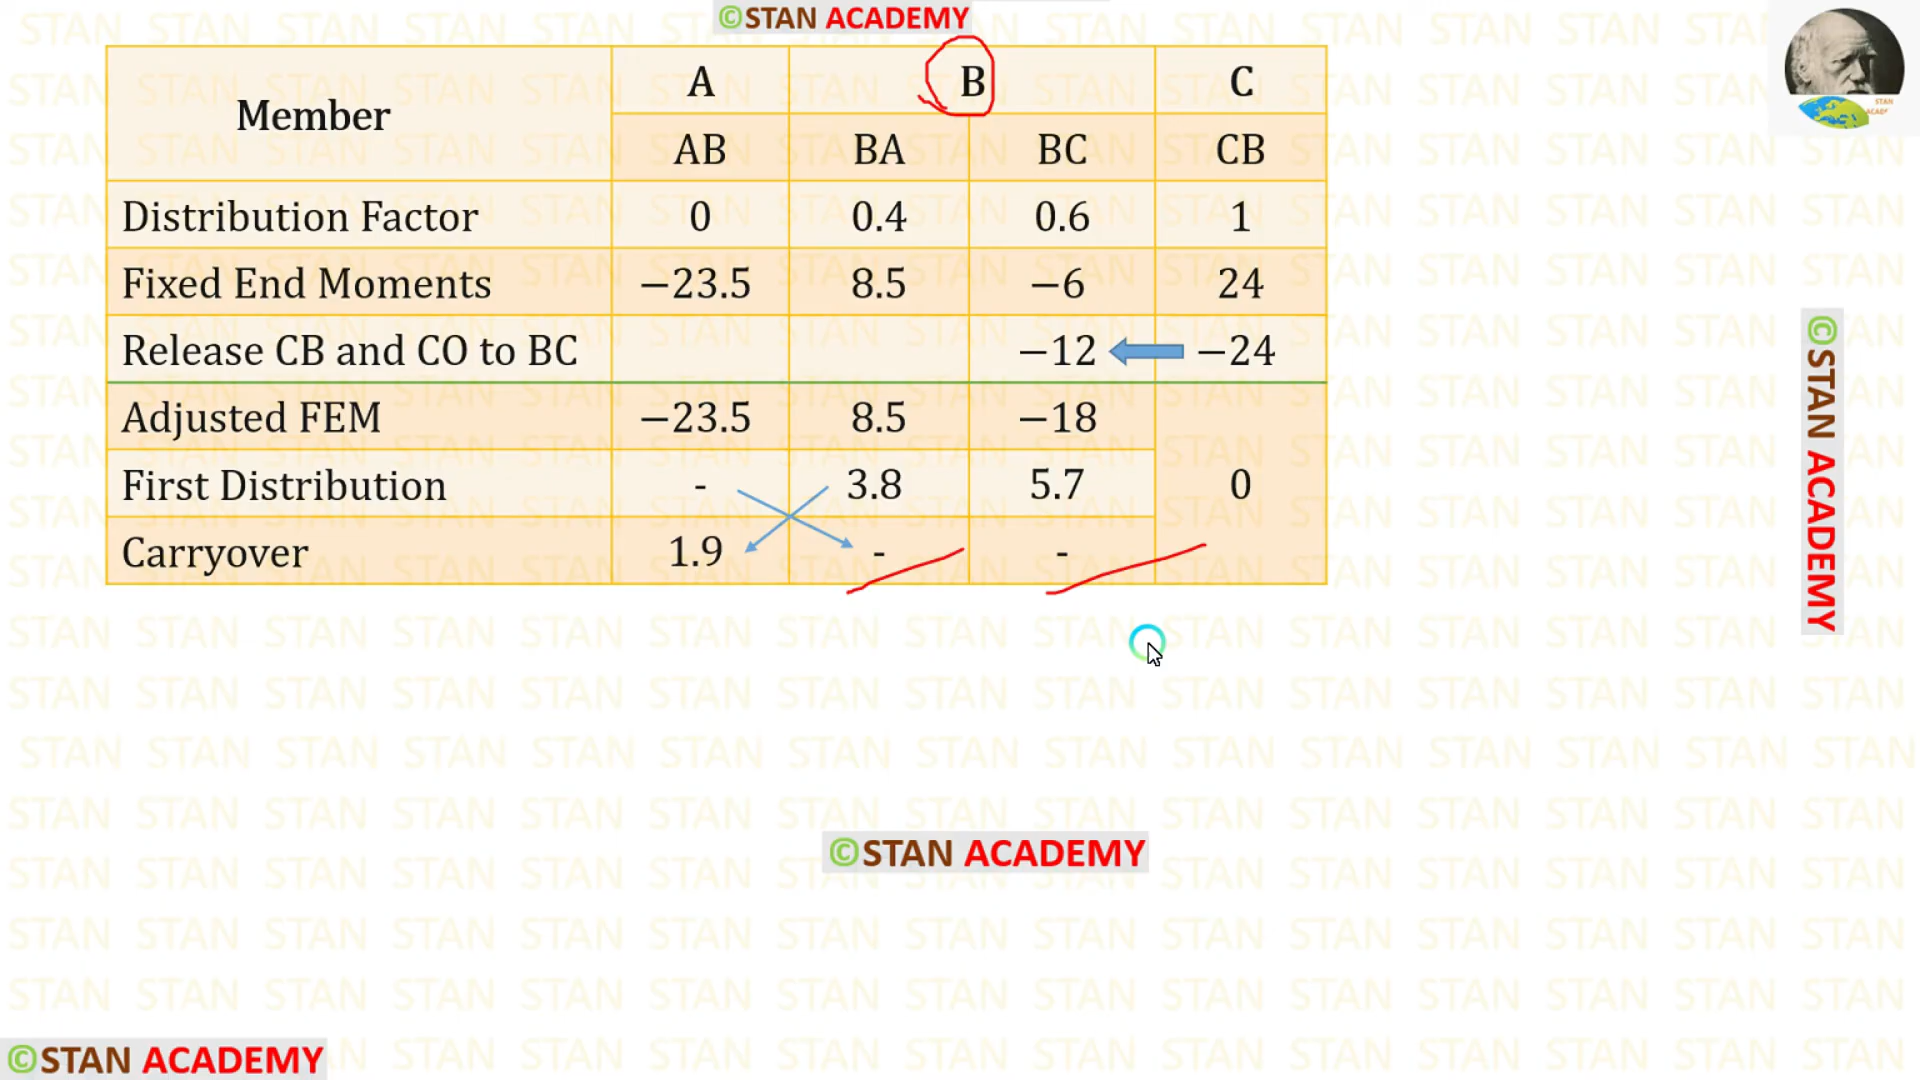 ©STAN ACADEMY
Member A B C
AB BA BC CB
Distribution Factor 0 0.4 0.6 1
Fixed End Moments −23.5 8.5 −6 24
Release CB and CO to BC −12 −24
Adjusted FEM −23.5 8.5 −18
First Distribution - 3.8 5.7 0
Carryover 1.9 - -
©STAN ACADEMY
©STAN ACADEMY
©STAN ACADEMY